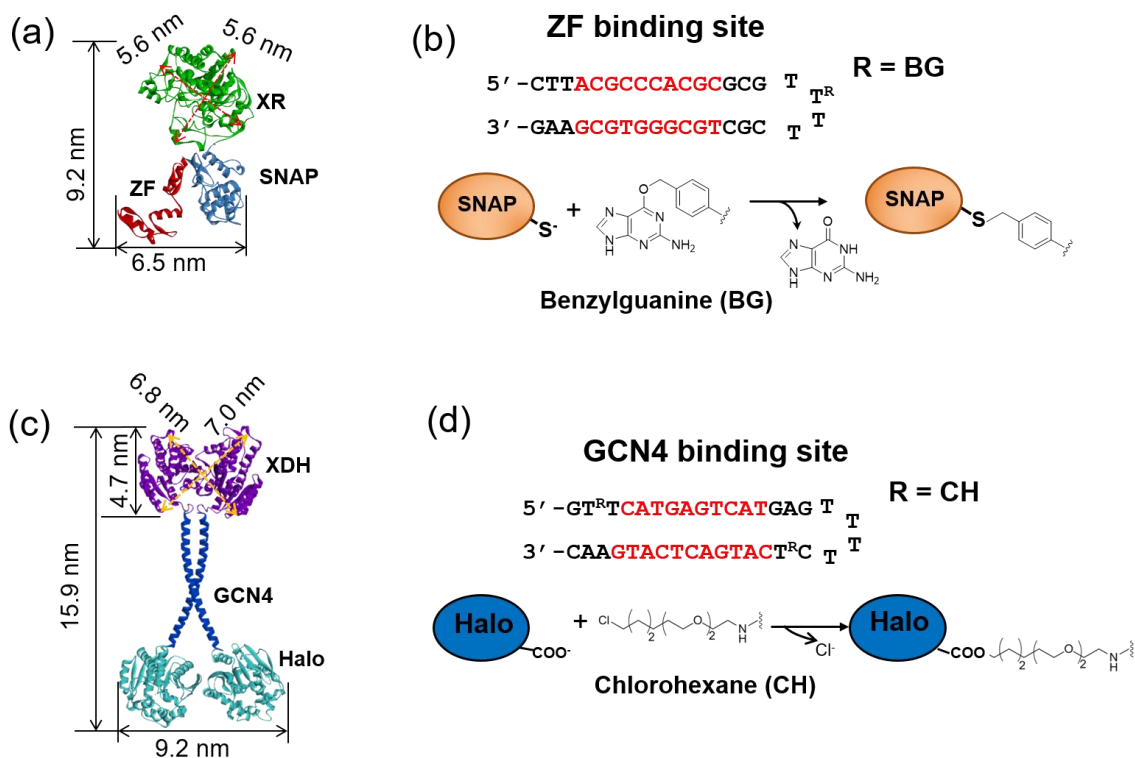 (a)
5.6 nm
5.6 nm
XR
9.2 nm
ZF
SNAP
6.5 nm
(b)
ZF binding site
R = BG
5′-CTTACGCCCACGCGCG T
Tᴿ
T
3′-GAAGCGTGGGCGTCGC T
SNAP
S⁻
+
O
N
N
N
H
N
NH₂
O
N
NH
N
H
N
NH₂
SNAP
S
Benzylguanine (BG)
(c)
6.8 nm
7.0 nm
4.7 nm
XDH
15.9 nm
GCN4
Halo
9.2 nm
(d)
GCN4 binding site
R = CH
5′-GTᴿTCATGAGTCATGAG T
T
T
3′-CAAGTACTCAGTACTᴿC T
Halo
COO⁻
+
Cl
2
O
2
N
H
Cl⁻
Halo
COO
2
O
2
N
H
Chlorohexane (CH)